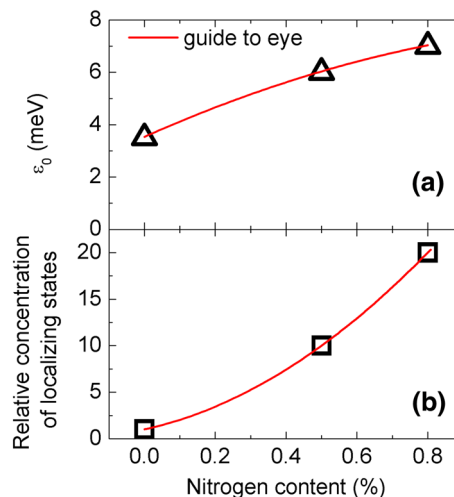 guide to eye
8
6
4
2
0
ε0 (meV)
(a)
20
15
10
5
0
Relative concentration
of localizing states
(b)
0.0 0.2 0.4 0.6 0.8
Nitrogen content (%)